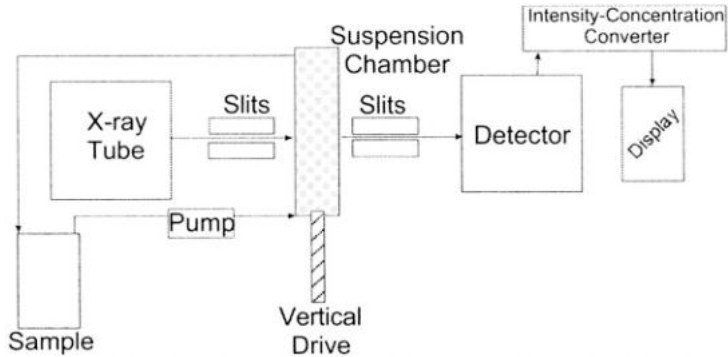 Intensity-Concentration
Converter
Suspension
Chamber
Slits
Slits
X-ray
Tube
Detector
Display
Pump
Sample
Vertical
Drive